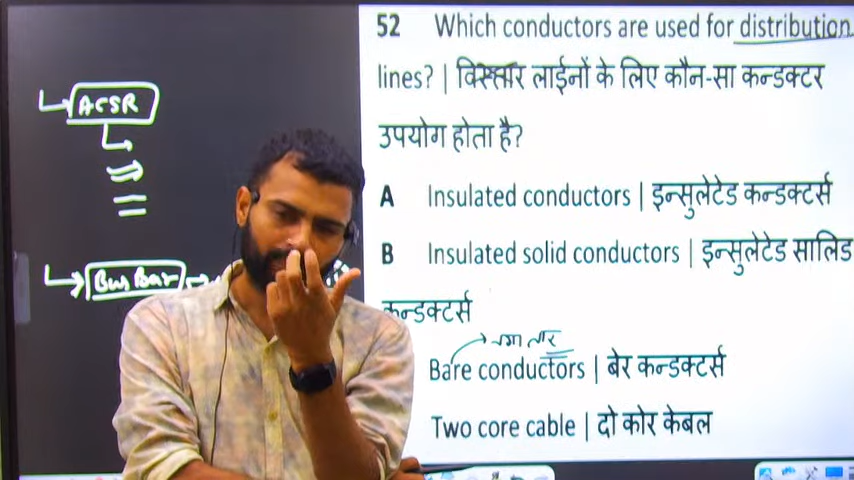 52 Which conductors are used for distribution
lines? | विस्तार लाईनों के लिए कौन-सा कन्डक्टर
उपयोग होता है?
A Insulated conductors | इन्सुलेटेड कन्डक्टर्स
B Insulated solid conductors | इन्सुलेटेड सालिड
कन्डक्टर्स
Bare conductors | बेर कन्डक्टर्स
Two core cable | दो कोर केबल
ACSR
Bus Bar